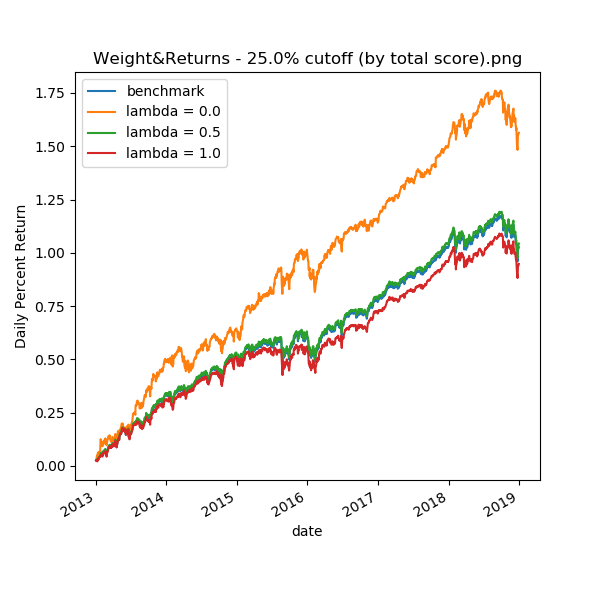 Weight&Returns - 25.0% cutoff (by total score).png
benchmark
lambda = 0.0
lambda = 0.5
lambda = 1.0
Daily Percent Return
1.75
1.50
1.25
1.00
0.75
0.50
0.25
0.00
2013
2014
2015
2016
2017
2018
2019
date